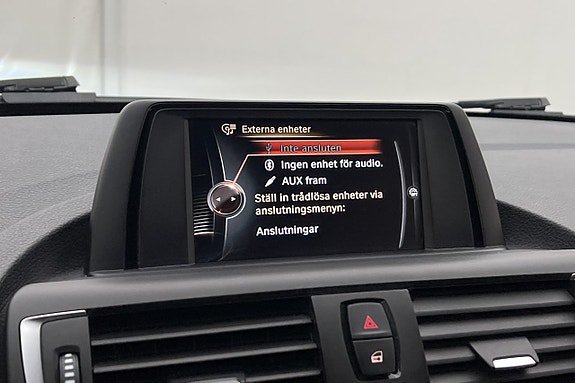 Externa enheter
Inte ansluten
Ingen enhet för audio.
AUX fram
Ställ in trådlösa enheter via
anslutningsmenyn:
Anslutningar